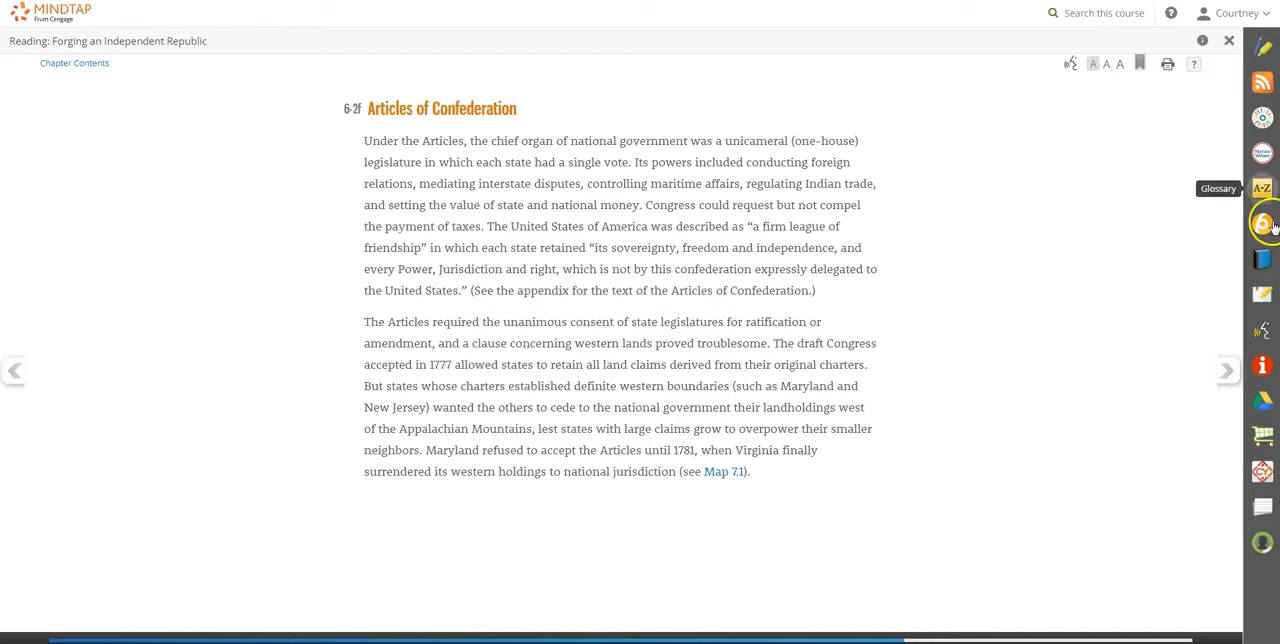 MINDTAP
From Cengage
Search this course
Courtney
Reading: Forging an Independent Republic
Chapter Contents
A A A
?
6-2f Articles of Confederation
Under the Articles, the chief organ of national government was a unicameral (one-house)
legislature in which each state had a single vote. Its powers included conducting foreign
relations, mediating interstate disputes, controlling maritime affairs, regulating Indian trade,
and setting the value of state and national money. Congress could request but not compel
the payment of taxes. The United States of America was described as “a firm league of
friendship” in which each state retained “its sovereignty, freedom and independence, and
every Power, Jurisdiction and right, which is not by this confederation expressly delegated to
the United States.” (See the appendix for the text of the Articles of Confederation.)
The Articles required the unanimous consent of state legislatures for ratification or
amendment, and a clause concerning western lands proved troublesome. The draft Congress
accepted in 1777 allowed states to retain all land claims derived from their original charters.
But states whose charters established definite western boundaries (such as Maryland and
New Jersey) wanted the others to cede to the national government their landholdings west
of the Appalachian Mountains, lest states with large claims grow to overpower their smaller
neighbors. Maryland refused to accept the Articles until 1781, when Virginia finally
surrendered its western holdings to national jurisdiction (see Map 7.1).
Merriam-Webster
Glossary
A-Z